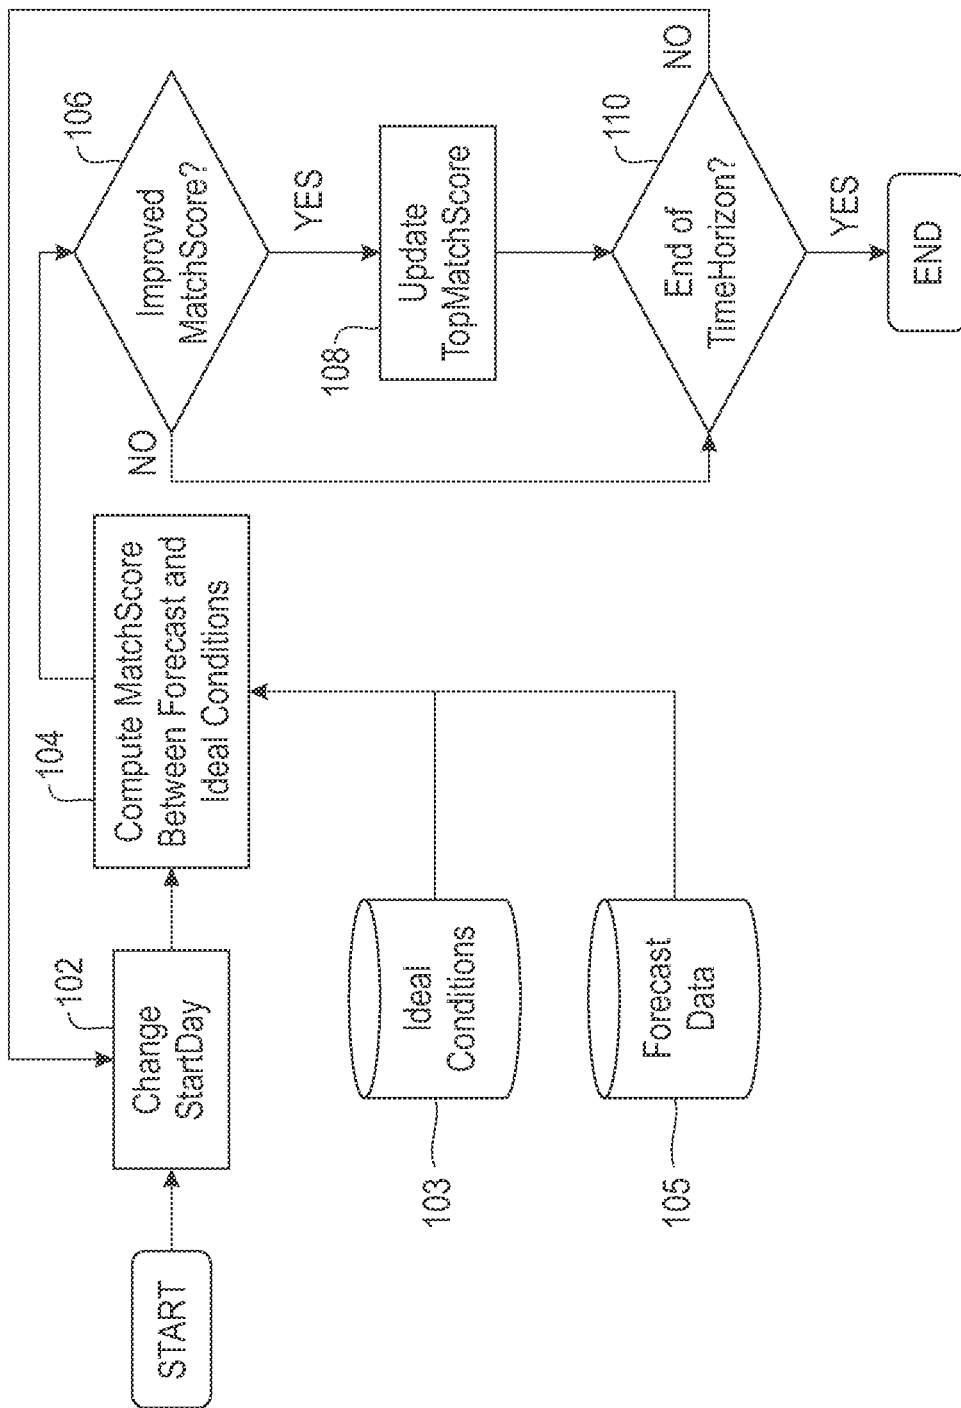 START
102
Change
StartDay
104
Compute MatchScore
Between Forecast and
Ideal Conditions
103
Ideal
Conditions
105
Forecast
Data
106
Improved
MatchScore?
NO
YES
108
Update
TopMatchScore
110
End of
TimeHorizon?
NO
YES
END